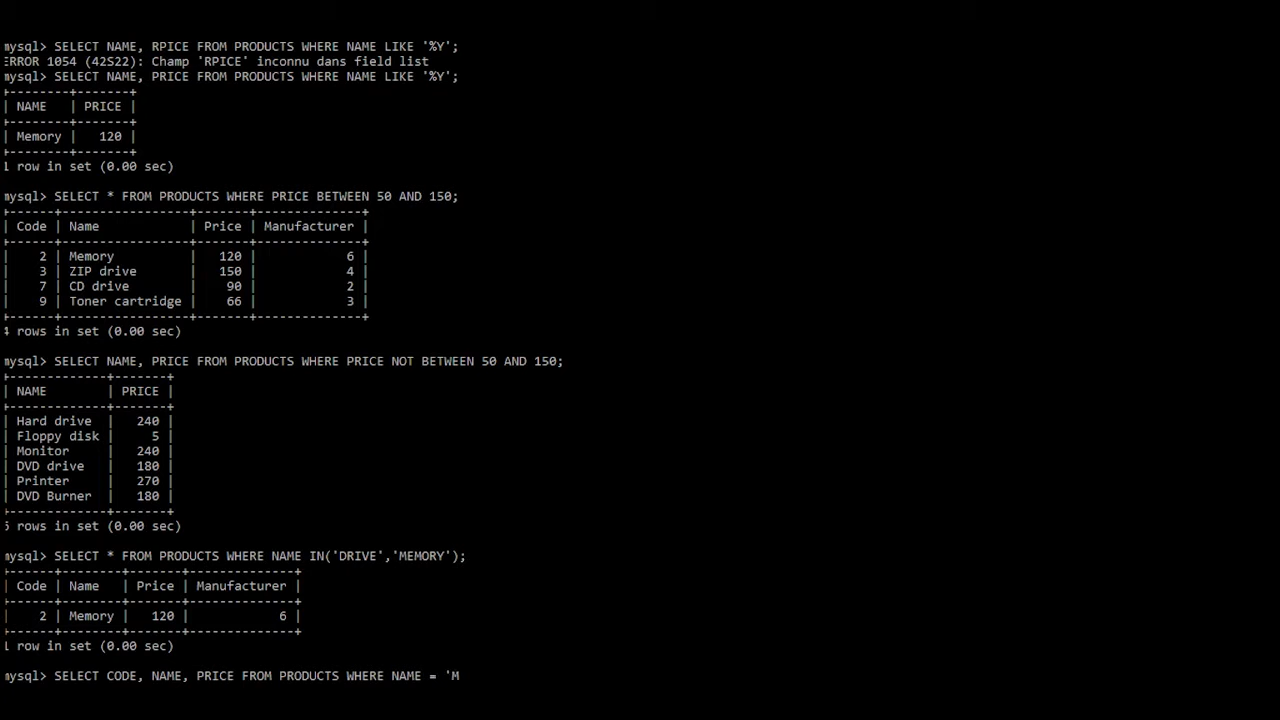 mysql> SELECT NAME, RPICE FROM PRODUCTS WHERE NAME LIKE '%Y';
ERROR 1054 (42S22): Champ 'RPICE' inconnu dans field list
mysql> SELECT NAME, PRICE FROM PRODUCTS WHERE NAME LIKE '%Y';
+--------+-------+
| NAME   | PRICE |
+--------+-------+
| Memory |   120 |
+--------+-------+
1 row in set (0.00 sec)
mysql> SELECT * FROM PRODUCTS WHERE PRICE BETWEEN 50 AND 150;
+------+-----------------+-------+--------------+
| Code | Name            | Price | Manufacturer |
+------+-----------------+-------+--------------+
|    2 | Memory          |   120 |            6 |
|    3 | ZIP drive       |   150 |            4 |
|    7 | CD drive        |    90 |            2 |
|    9 | Toner cartridge |    66 |            3 |
+------+-----------------+-------+--------------+
4 rows in set (0.00 sec)
mysql> SELECT NAME, PRICE FROM PRODUCTS WHERE PRICE NOT BETWEEN 50 AND 150;
+-------------+-------+
| NAME        | PRICE |
+-------------+-------+
| Hard drive  |   240 |
| Floppy disk |     5 |
| Monitor     |   240 |
| DVD drive   |   180 |
| Printer     |   270 |
| DVD Burner  |   180 |
+-------------+-------+
6 rows in set (0.00 sec)
mysql> SELECT * FROM PRODUCTS WHERE NAME IN('DRIVE','MEMORY');
+------+--------+-------+--------------+
| Code | Name   | Price | Manufacturer |
+------+--------+-------+--------------+
|    2 | Memory |   120 |            6 |
+------+--------+-------+--------------+
1 row in set (0.00 sec)
mysql> SELECT CODE, NAME, PRICE FROM PRODUCTS WHERE NAME = 'M